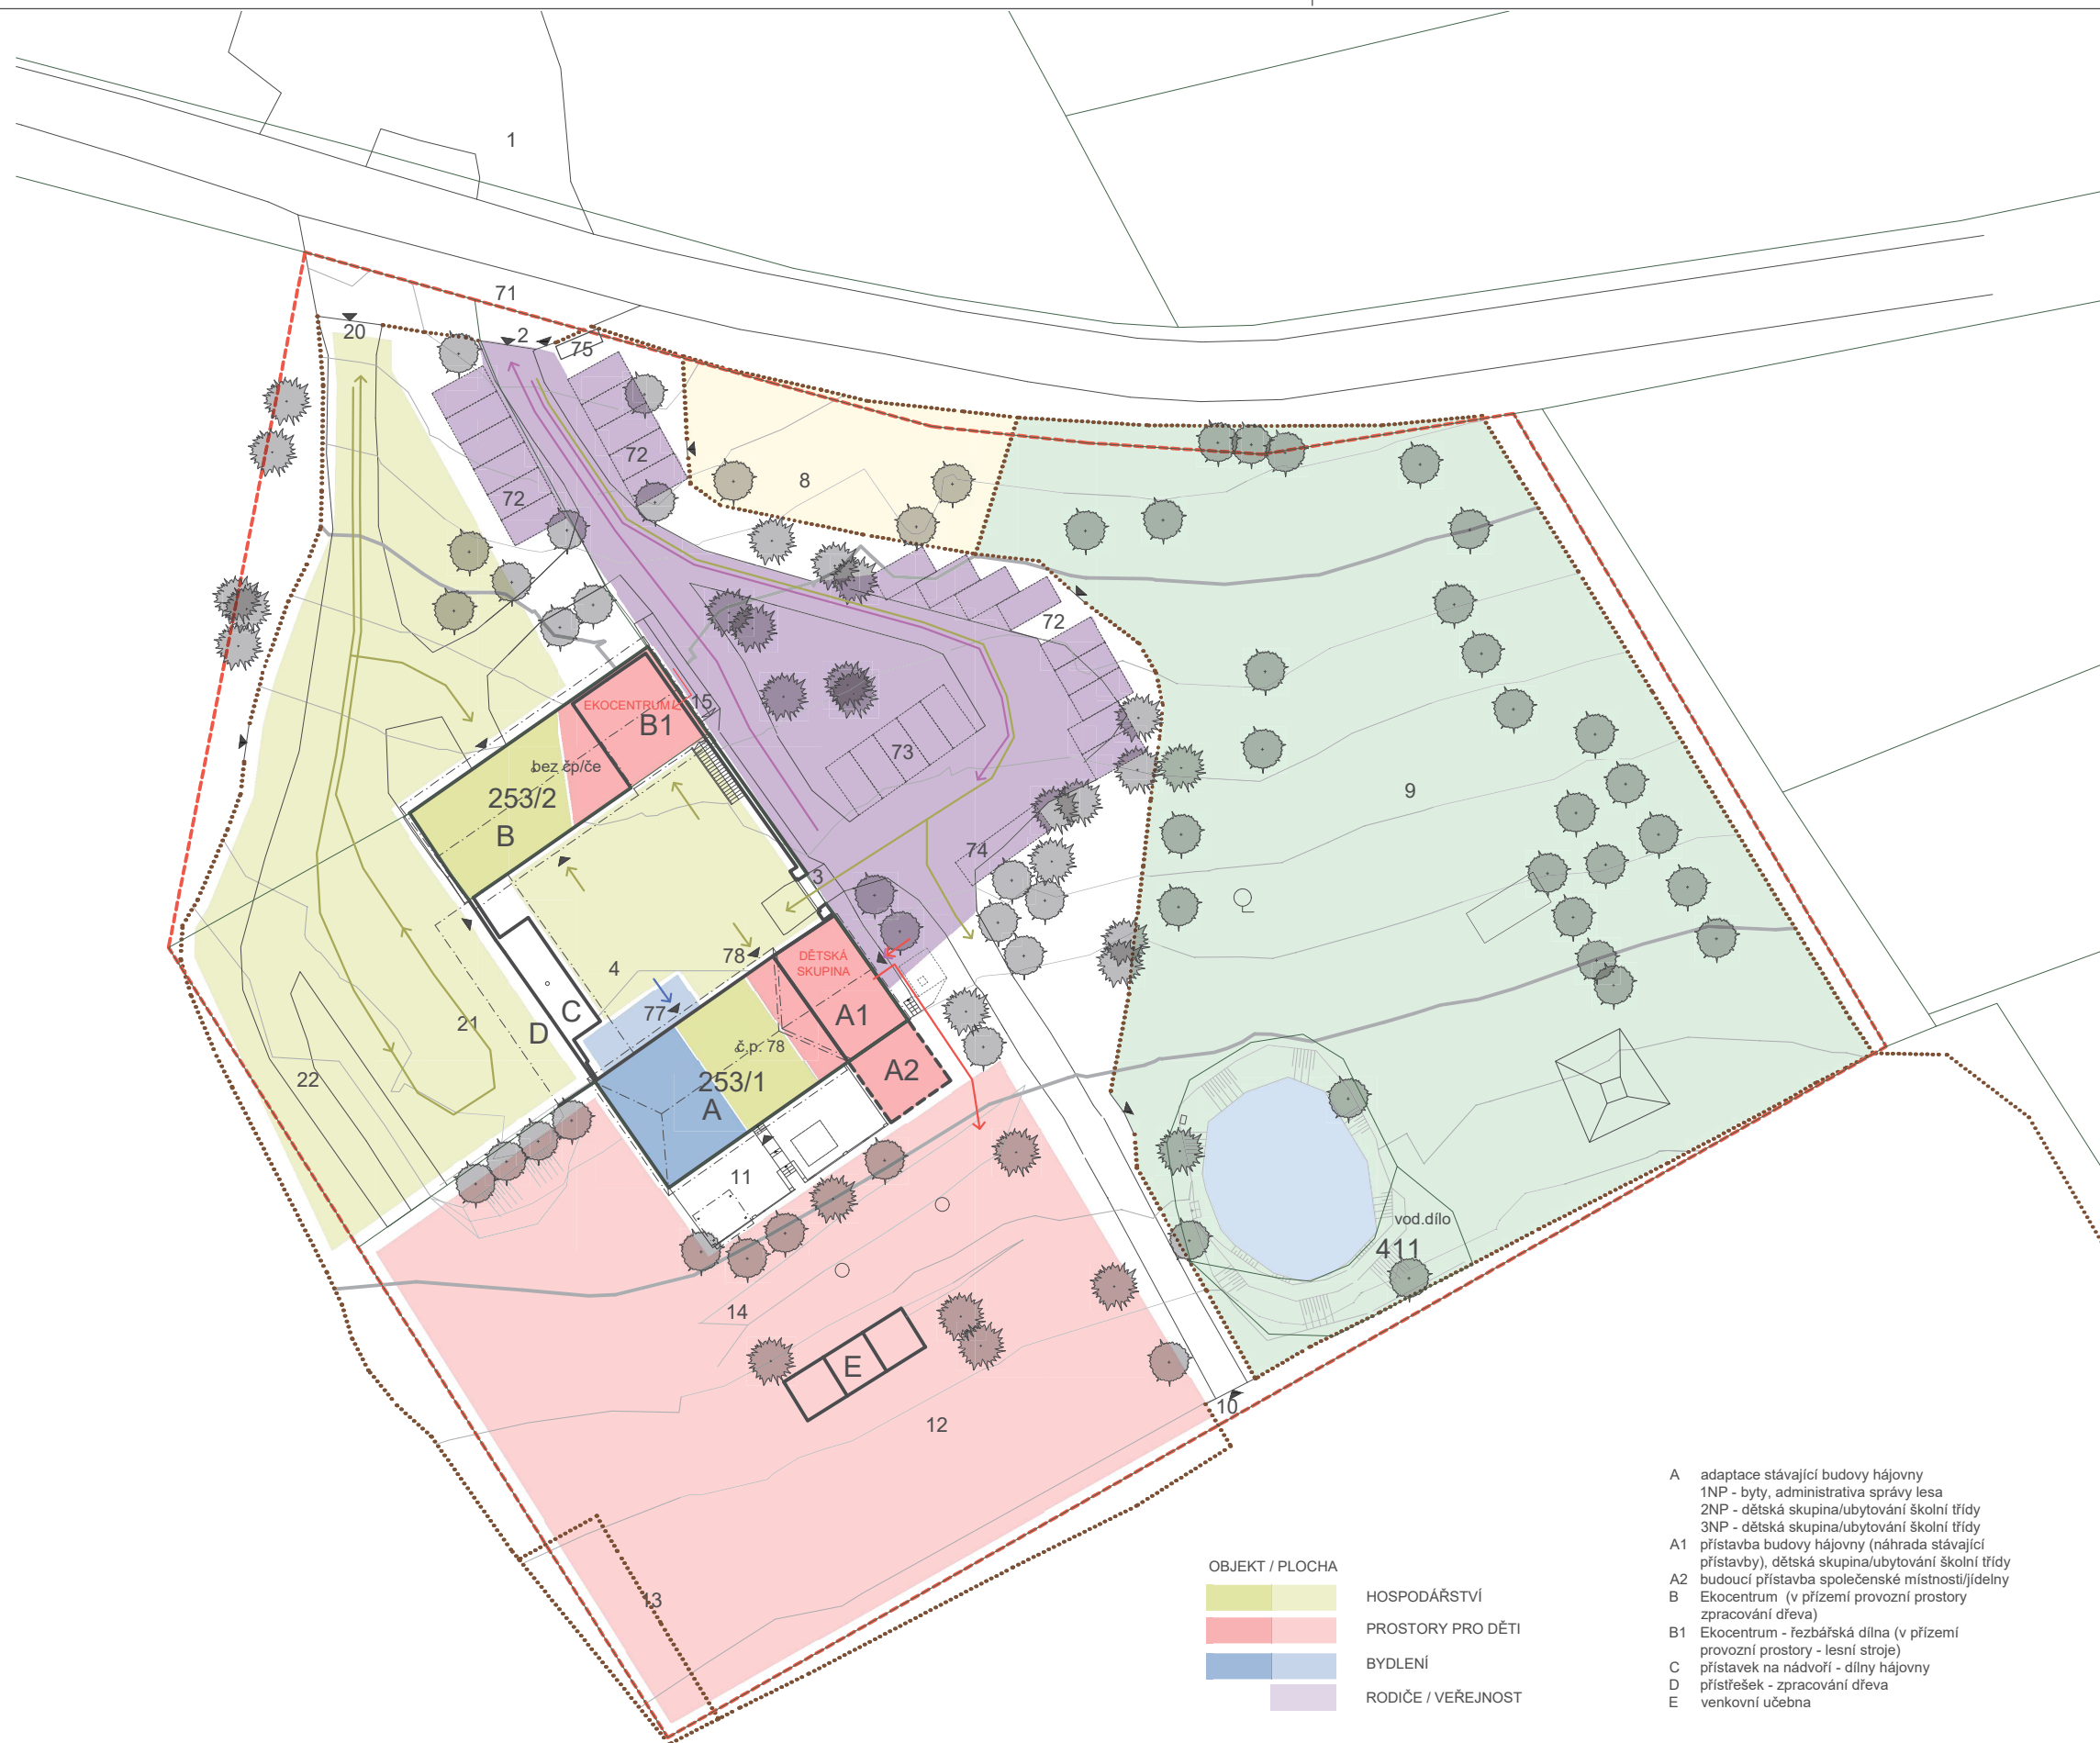 1
71
20
2
75
72
8
72
72
9
15
EKOCENTRUM
B1
73
bez čp/če
253/2
B
74
3
78
DĚTSKÁ
SKUPINA
4
C
77
A1
21
D
č.p. 78
22
253/1
A2
A
11
vod.dílo
411
14
E
10
12
13
OBJEKT / PLOCHA
HOSPODÁŘSTVÍ
PROSTORY PRO DĚTI
BYDLENÍ
RODIČE / VEŘEJNOST
A adaptace stávající budovy hájovny
1NP - byty, administrativa správy lesa
2NP - dětská skupina/ubytování školní třídy
3NP - dětská skupina/ubytování školní třídy
A1 přístavba budovy hájovny (náhrada stávající
přístavby), dětská skupina/ubytování školní třídy
A2 budoucí přístavba společenské místnosti/jídelny
B Ekocentrum (v přízemí provozní prostory
zpracování dřeva)
B1 Ekocentrum - řezbářská dílna (v přízemí
provozní prostory - lesní stroje)
C přístavek na nádvoří - dílny hájovny
D přístřešek - zpracování dřeva
E venkovní učebna